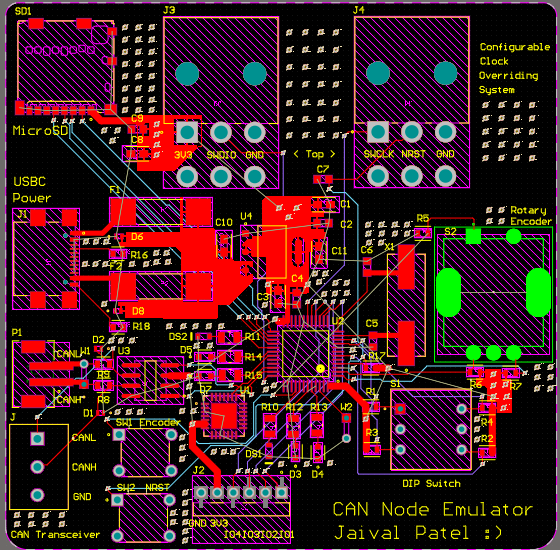 SD1
J3
J4
Configurable
Clock
Overriding
System
C9
C8
MicroSD
3V3 SWDIO GND
< Top >
SWCLK NRST GND
C7
USBC
Power
F1
J1
C1
C2
U4
C10
C11
D6
R16
F2
C6
X1
R5
Rotary
Encoder
S2
C4
C3
D8
R18
U2
P1
CANL
D2
U3
DS2
D5
R11
R14
R15
C5
R17
R9
R8
CANH
D1
R6
R7
S1
SW1 Encoder
R10 R12 R13
R3
R4
R2
J
CANL
CANH
GND
DS1
D3
D4
J2
SW2 NRST
DIP Switch
GND 3V3
IO4IO3IO2IO1
CAN Transceiver
CAN Node Emulator
Jaival Patel :)